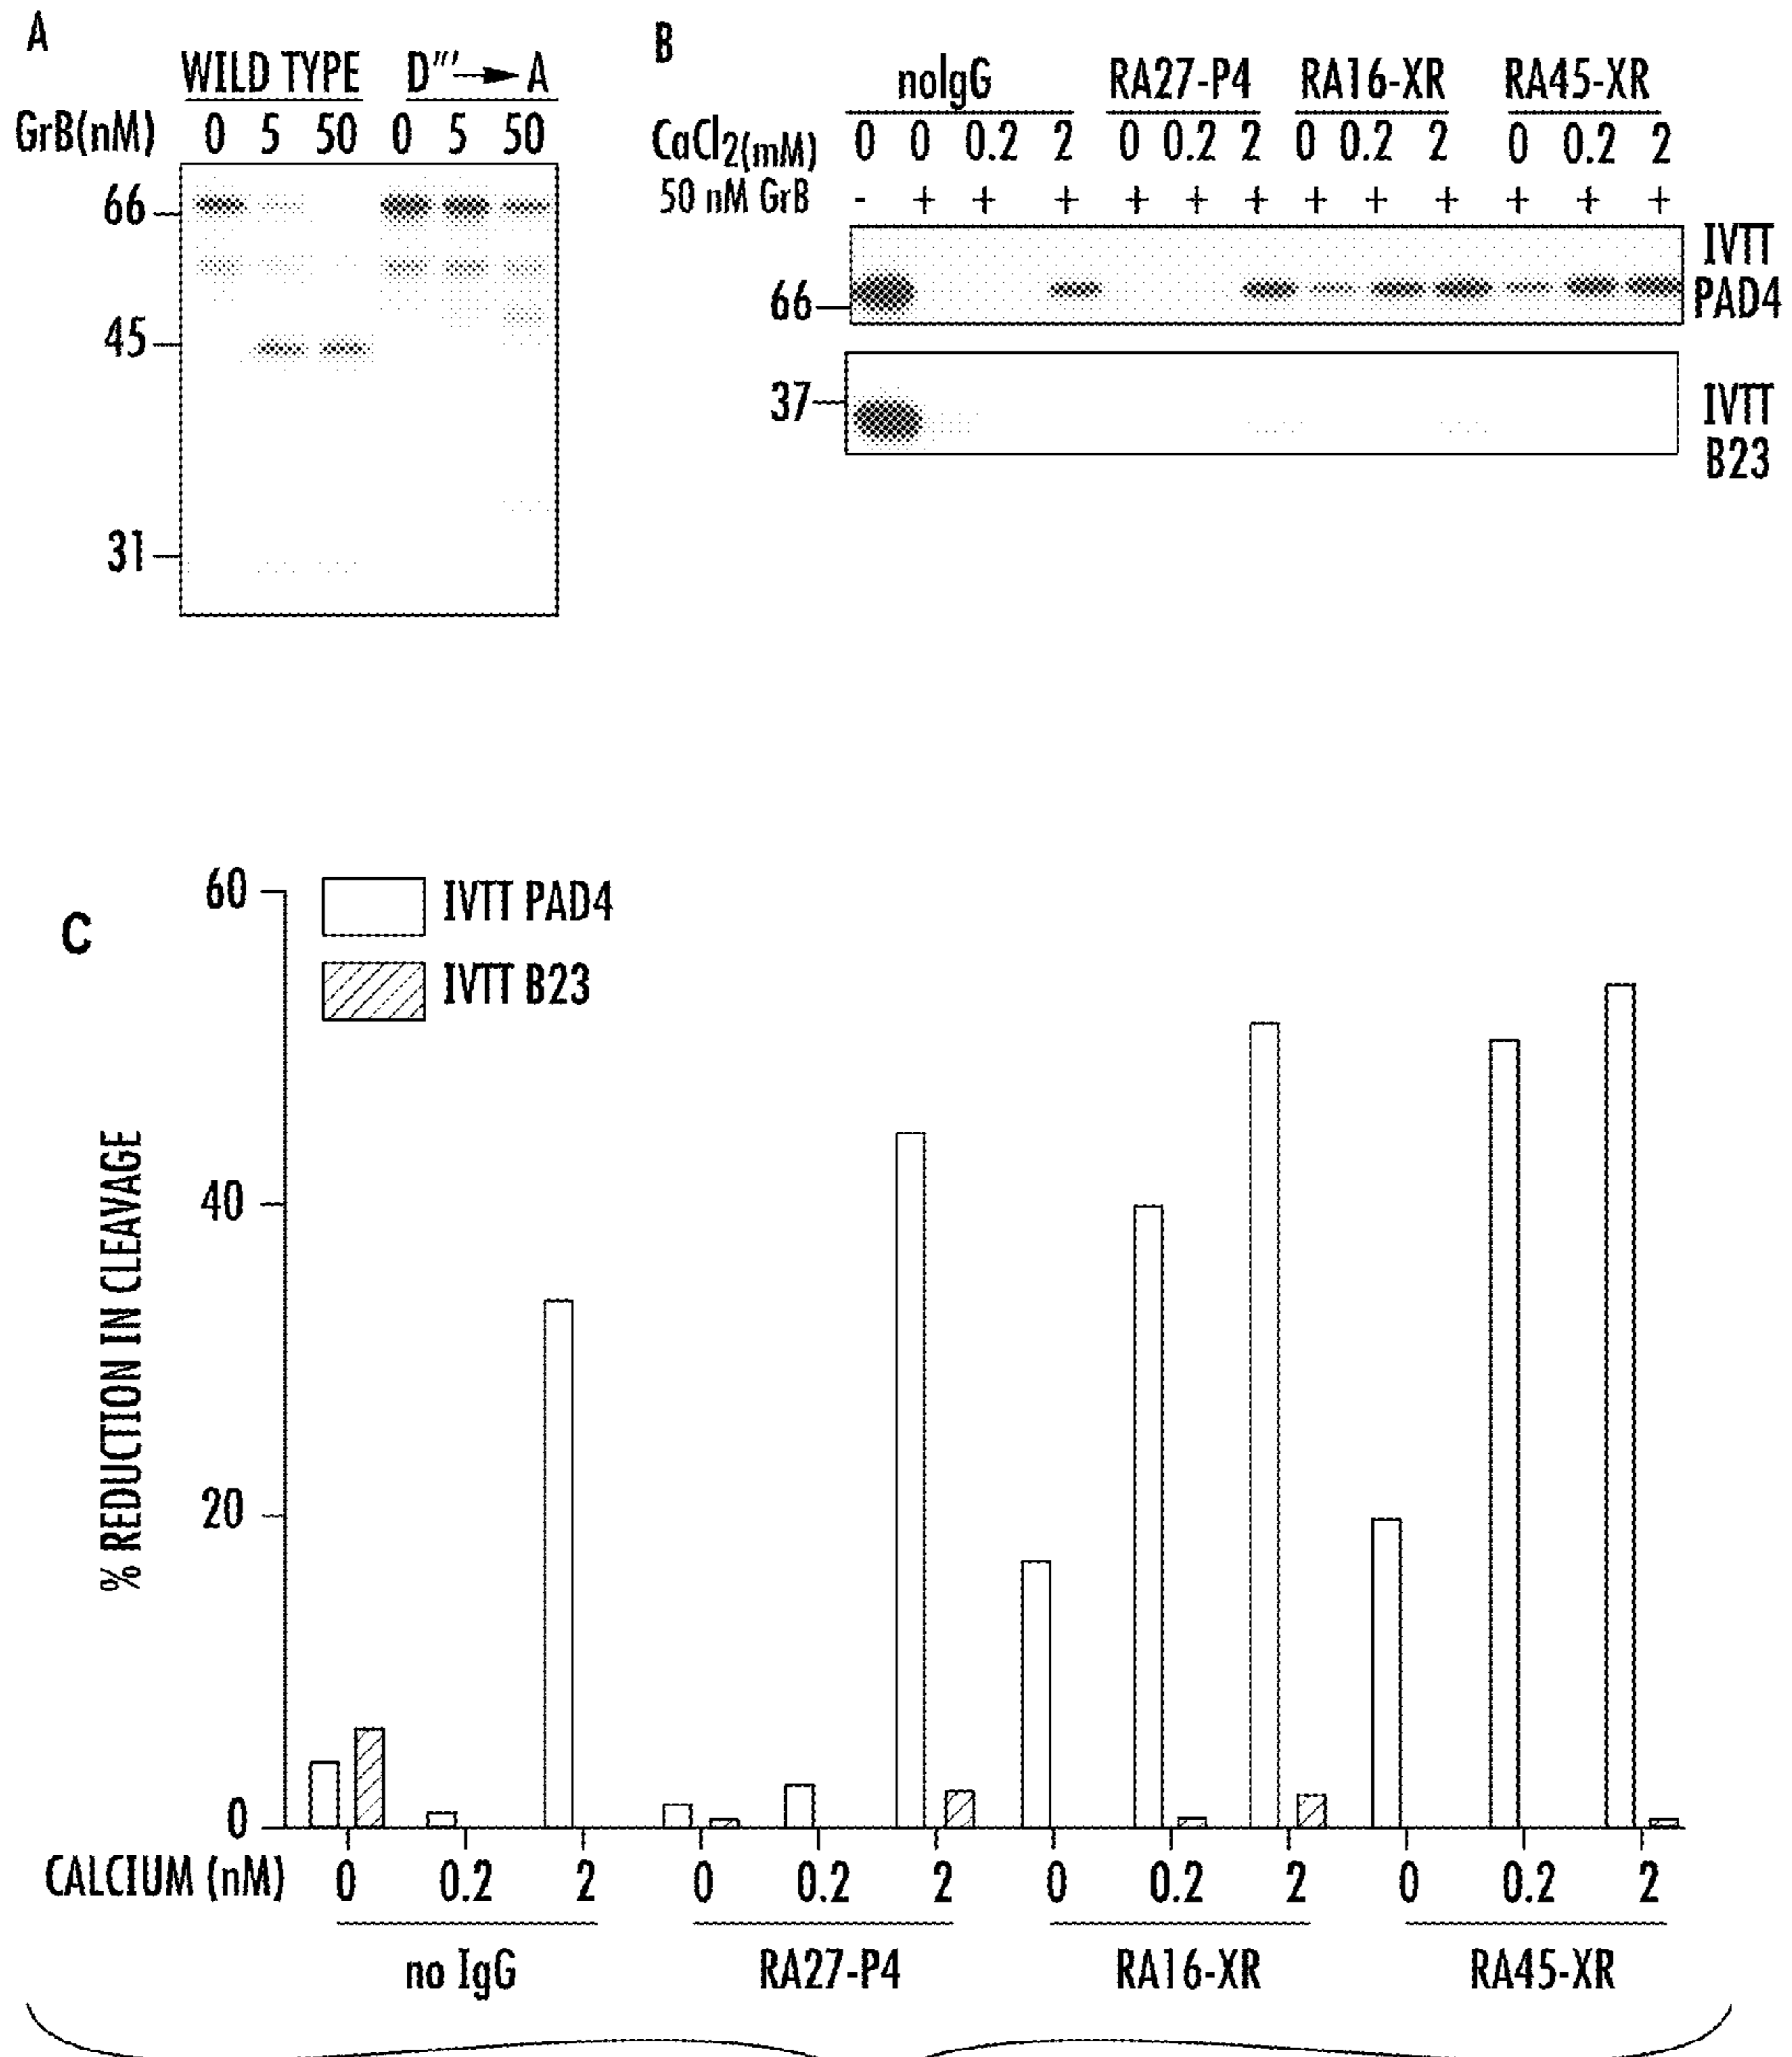 A
WILD TYPE D''' → A
GrB(nM) 0 5 50 0 5 50
66
45
31
B
noIgG RA27-P4 RA16-XR RA45-XR
CaCl2(mM) 0 0 0.2 2 0 0.2 2 0 0.2 2 0 0.2 2
50 nM GrB - + + + + + + + + + + + +
66
IVTT
PAD4
37
IVTT
B23
C
IVTT PAD4
IVTT B23
% REDUCTION IN CLEAVAGE
60
40
20
0
CALCIUM (nM) 0 0.2 2 0 0.2 2 0 0.2 2 0 0.2 2
no IgG RA27-P4 RA16-XR RA45-XR